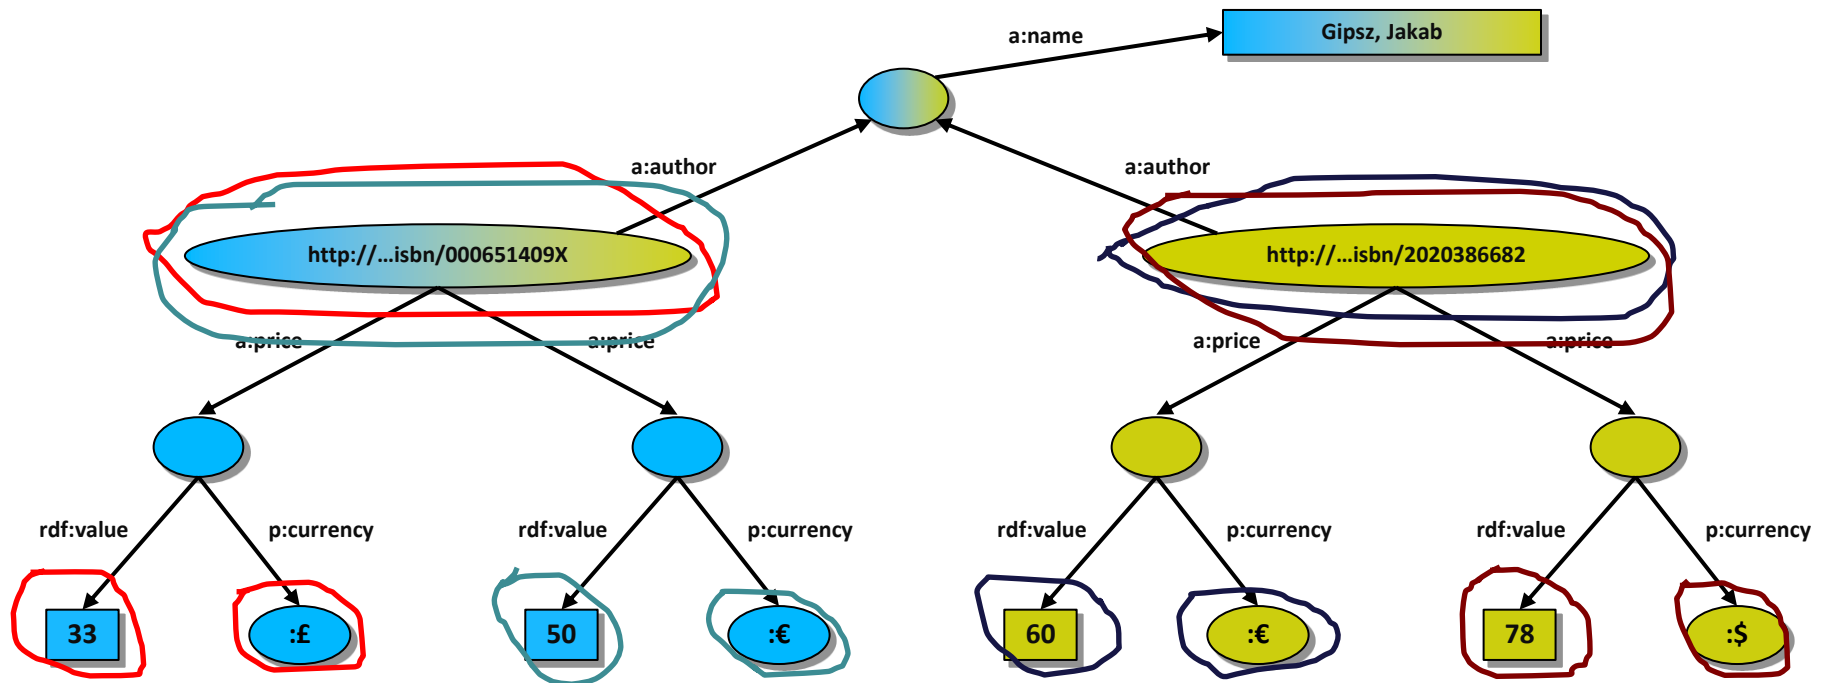 a:name
Gipsz, Jakab
a:author
a:author
http://...isbn/000651409X
http://...isbn/2020386682
a:price
a:price
a:price
a:price
rdf:value
p:currency
rdf:value
p:currency
rdf:value
p:currency
rdf:value
p:currency
33
:£
50
:€
60
:€
78
:$